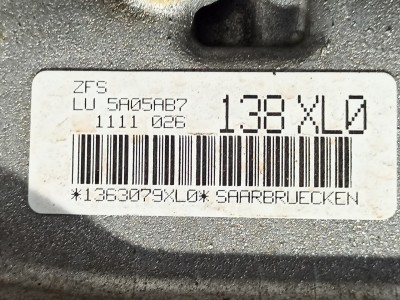 ZFS
LU 5A05AB7
1111 026 138 XL0
*1363079XL0* SAARBRUECKEN